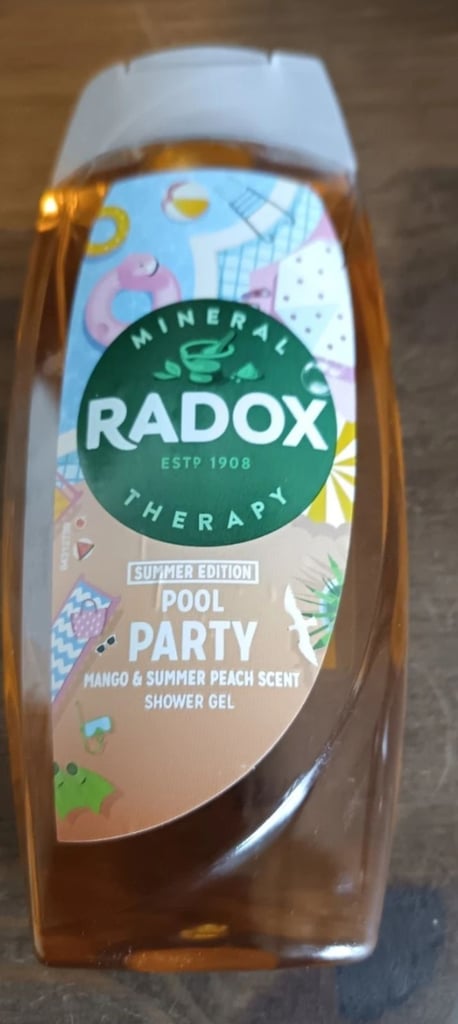 MINERAL
RADOX
ESTD 1908
THERAPY
SUMMER EDITION
POOL
PARTY
MANGO & SUMMER PEACH SCENT
SHOWER GEL